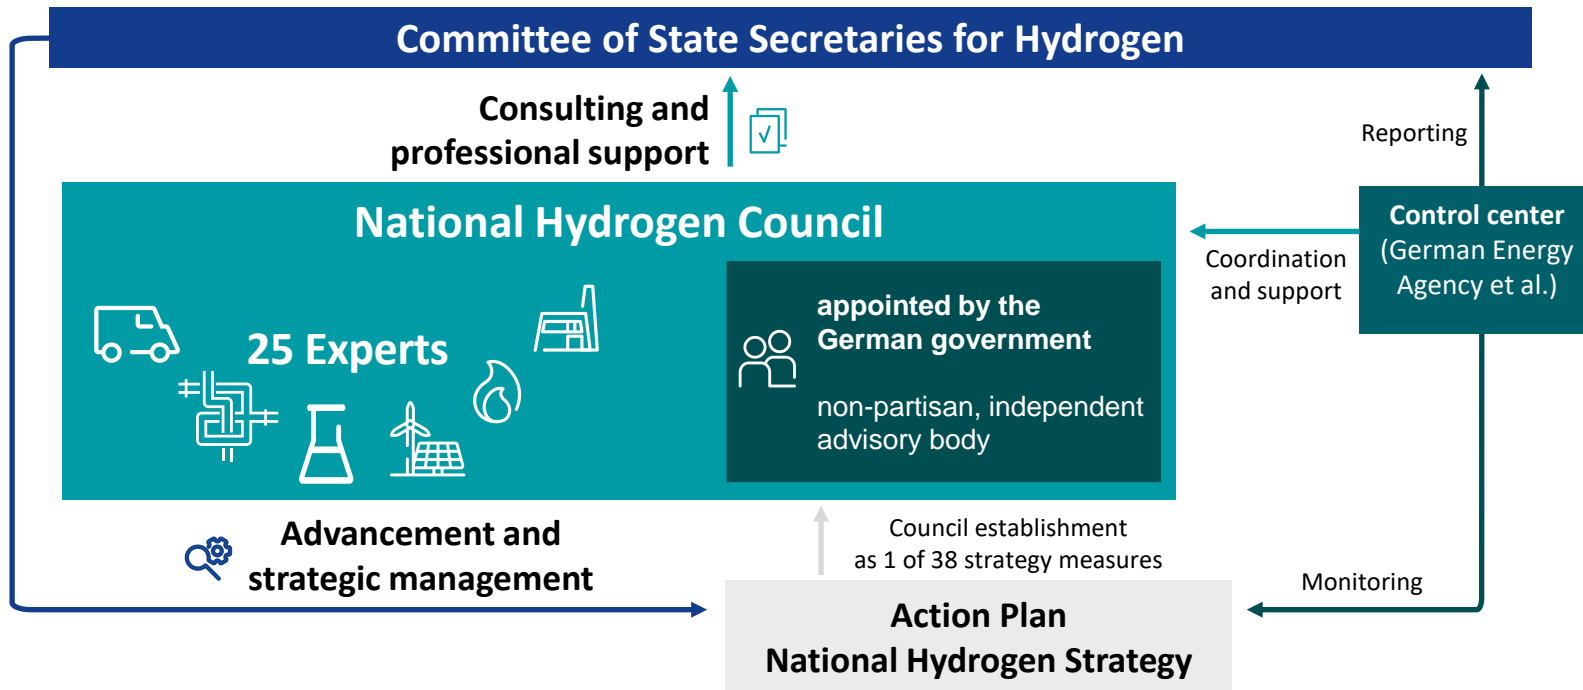 Committee of State Secretaries for Hydrogen
Consulting and
professional support
Reporting
National Hydrogen Council
25 Experts
appointed by the
German government
non-partisan, independent
advisory body
Control center
(German Energy
Agency et al.)
Coordination
and support
Advancement and
strategic management
Council establishment
as 1 of 38 strategy measures
Monitoring
Action Plan
National Hydrogen Strategy